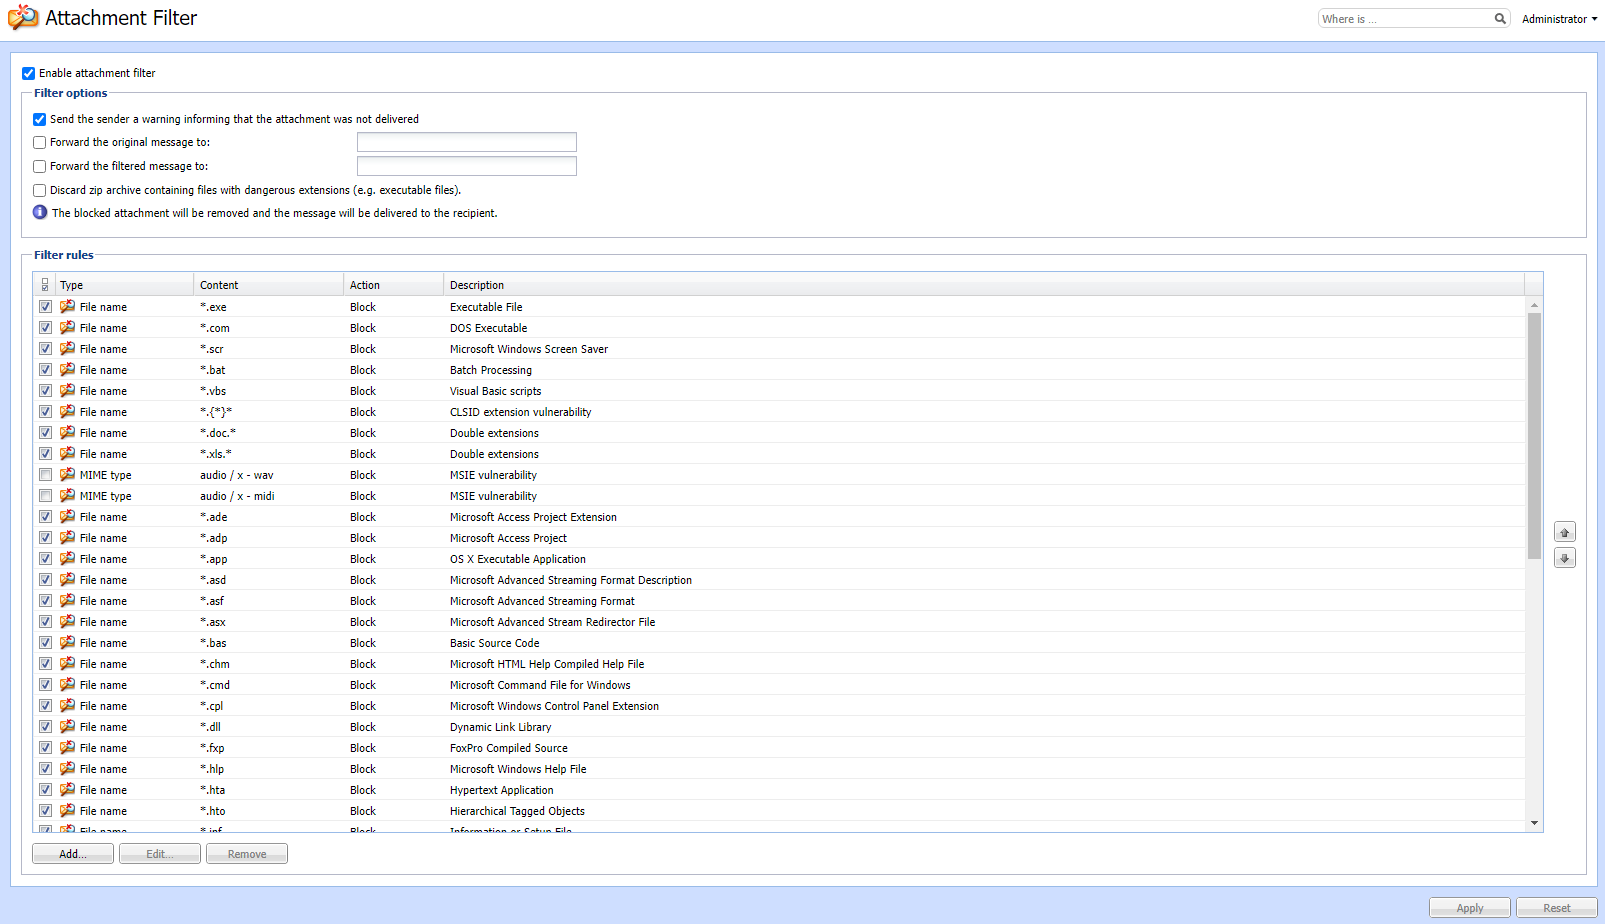 Attachment Filter
Where is ...
Administrator
Enable attachment filter
Filter options
Send the sender a warning informing that the attachment was not delivered
Forward the original message to:
Forward the filtered message to:
Discard zip archive containing files with dangerous extensions (e.g. executable files).
The blocked attachment will be removed and the message will be delivered to the recipient.
Filter rules
Type Content Action Description
File name *.exe Block Executable File
File name *.com Block DOS Executable
File name *.scr Block Microsoft Windows Screen Saver
File name *.bat Block Batch Processing
File name *.vbs Block Visual Basic scripts
File name *.{*}* Block CLSID extension vulnerability
File name *.doc.* Block Double extensions
File name *.xls.* Block Double extensions
MIME type audio / x - wav Block MSIE vulnerability
MIME type audio / x - midi Block MSIE vulnerability
File name *.ade Block Microsoft Access Project Extension
File name *.adp Block Microsoft Access Project
File name *.app Block OS X Executable Application
File name *.asd Block Microsoft Advanced Streaming Format Description
File name *.asf Block Microsoft Advanced Streaming Format
File name *.asx Block Microsoft Advanced Stream Redirector File
File name *.bas Block Basic Source Code
File name *.chm Block Microsoft HTML Help Compiled Help File
File name *.cmd Block Microsoft Command File for Windows
File name *.cpl Block Microsoft Windows Control Panel Extension
File name *.dll Block Dynamic Link Library
File name *.fxp Block FoxPro Compiled Source
File name *.hlp Block Microsoft Windows Help File
File name *.hta Block Hypertext Application
File name *.hto Block Hierarchical Tagged Objects
File name *.inf Block Information or Setup File
Add... Edit... Remove
Apply Reset